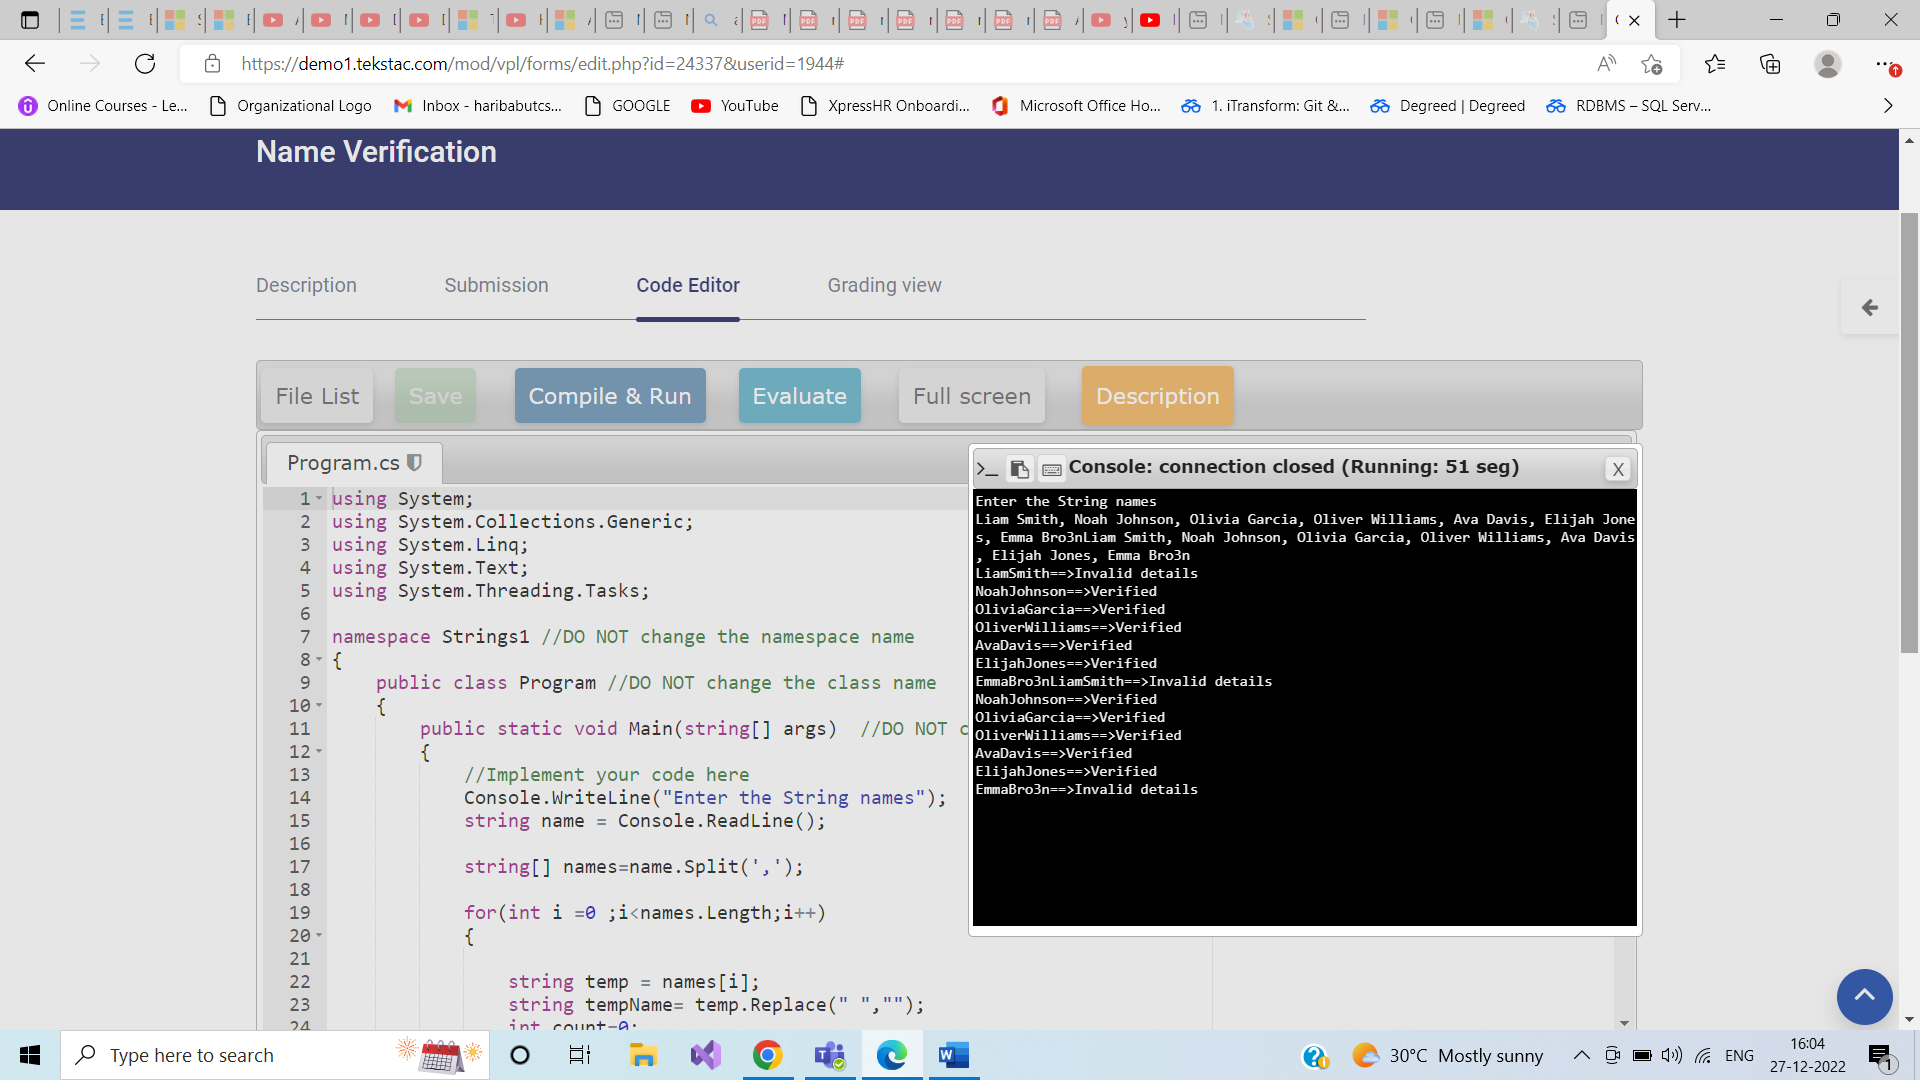 https://demo1.tekstac.com/mod/vpl/forms/edit.php?id=24337&userid=1944#
Online Courses - Le...
Organizational Logo
Inbox - haribabutcs...
GOOGLE
YouTube
XpressHR Onboardi...
Microsoft Office Ho...
1. iTransform: Git &...
Degreed | Degreed
RDBMS – SQL Serv...
Name Verification
Description
Submission
Code Editor
Grading view
File List
Save
Compile & Run
Evaluate
Full screen
Description
Program.cs
1 using System;
2 using System.Collections.Generic;
3 using System.Linq;
4 using System.Text;
5 using System.Threading.Tasks;
6
7 namespace Strings1 //DO NOT change the namespace name
8 {
9 public class Program //DO NOT change the class name
10 {
11 public static void Main(string[] args) //DO NOT c
12 {
13 //Implement your code here
14 Console.WriteLine("Enter the String names");
15 string name = Console.ReadLine();
16
17 string[] names=name.Split(',');
18
19 for(int i =0 ;i<names.Length;i++)
20 {
21
22 string temp = names[i];
23 string tempName= temp.Replace(" ","");
24 int count=0;
Console: connection closed (Running: 51 seg)
X
Enter the String names
Liam Smith, Noah Johnson, Olivia Garcia, Oliver Williams, Ava Davis, Elijah Jone
s, Emma Bro3nLiam Smith, Noah Johnson, Olivia Garcia, Oliver Williams, Ava Davis
, Elijah Jones, Emma Bro3n
LiamSmith==>Invalid details
NoahJohnson==>Verified
OliviaGarcia==>Verified
OliverWilliams==>Verified
AvaDavis==>Verified
ElijahJones==>Verified
EmmaBro3nLiamSmith==>Invalid details
NoahJohnson==>Verified
OliviaGarcia==>Verified
OliverWilliams==>Verified
AvaDavis==>Verified
ElijahJones==>Verified
EmmaBro3n==>Invalid details
Type here to search
30°C Mostly sunny
ENG
16:04
27-12-2022
1